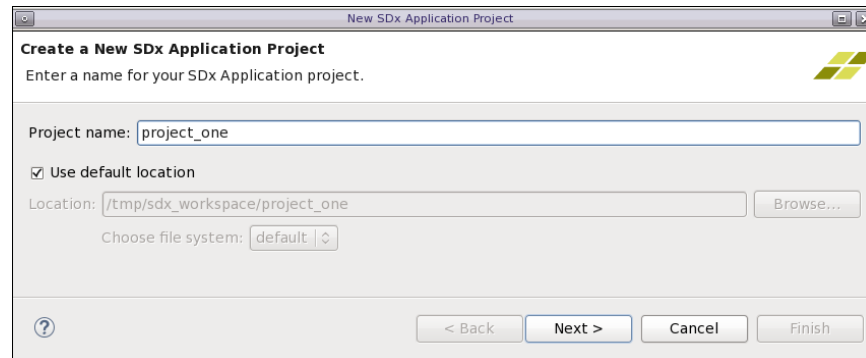 New SDx Application Project
Create a New SDx Application Project
Enter a name for your SDx Application project.
Project name: project_one
Use default location
Location: /tmp/sdx_workspace/project_one Browse...
Choose file system: default
? < Back Next > Cancel Finish